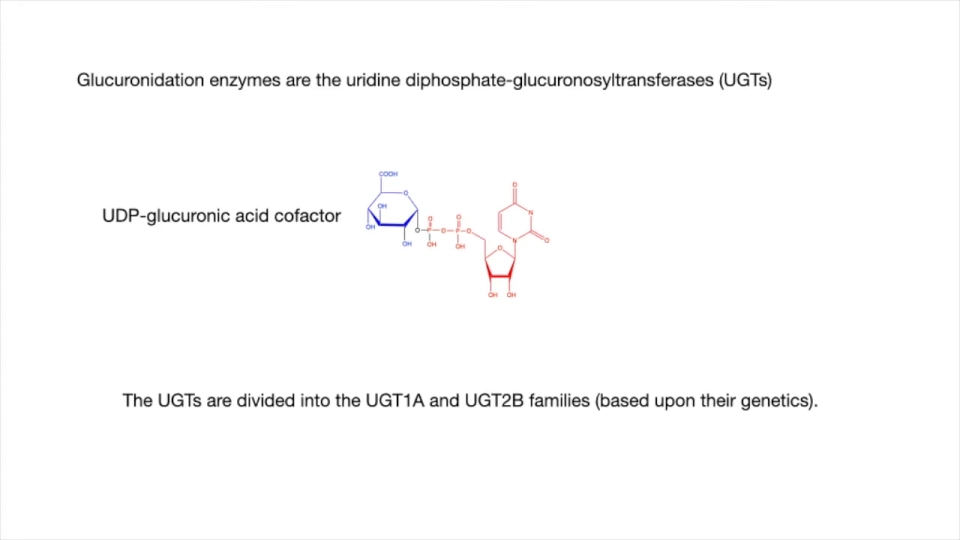 Glucuronidation enzymes are the uridine diphosphate-glucuronosyltransferases (UGTs)
COOH
O
OH
OH
OH
O
P
O
OH
O
P
O
OH
O
O
N
O
N
O
OH OH
UDP-glucuronic acid cofactor
The UGTs are divided into the UGT1A and UGT2B families (based upon their genetics).